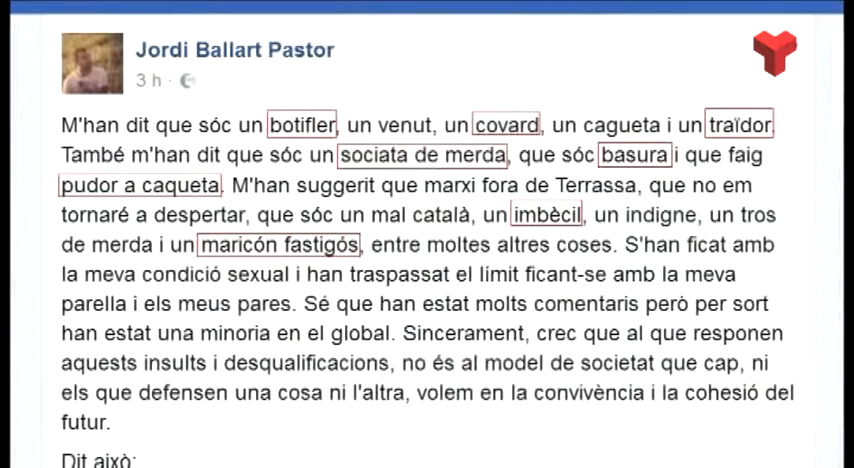 Jordi Ballart Pastor
3 h ·
M'han dit que sóc un botifler, un venut, un covard, un cagueta i un traïdor.
També m'han dit que sóc un sociata de merda, que sóc basura i que faig
pudor a caqueta. M'han suggerit que marxi fora de Terrassa, que no em
tornaré a despertar, que sóc un mal català, un imbècil, un indigne, un tros
de merda i un maricón fastigós, entre moltes altres coses. S'han ficat amb
la meva condició sexual i han traspassat el límit ficant-se amb la meva
parella i els meus pares. Sé que han estat molts comentaris però per sort
han estat una minoria en el global. Sincerament, crec que al que responen
aquests insults i desqualificacions, no és al model de societat que cap, ni
els que defensen una cosa ni l'altra, volem en la convivència i la cohesió del
futur.
Dit això: